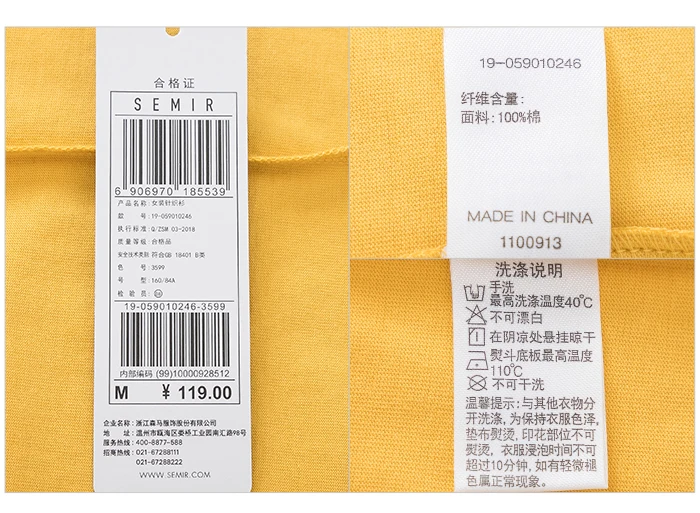 合格证
SEMIR
6 906970 185539
产品名称: 女装针织衫
款 号: 19-059010246
执行标准: Q/ZSM 03-2018
质量等级: 合格品
安全技术类别: 符合GB 18401 B类
色 号: 3599
号 型: 160/84A
检 验 员:
19-059010246-3599
内部编码 (99)10000928512
M ¥ 119.00
企业名称: 浙江森马服饰股份有限公司
地 址: 温州市瓯海区娄桥工业园南汇路98号
服务热线: 400-8877-588
招商热线: 021-67288111
021-67288222
WWW.SEMIR.COM
19-059010246
纤维含量:
面料: 100%棉
MADE IN CHINA
1100913
洗涤说明
手洗
最高洗涤温度40℃
不可漂白
在阴凉处悬挂晾干
熨斗底板最高温度
110℃
不可干洗
温馨提示: 与其他衣物分
开洗涤, 为保持衣服色泽,
垫布熨烫, 印花部位不可
熨烫, 衣服浸泡时间不可
超过10分钟, 如有轻微褪
色属正常现象。